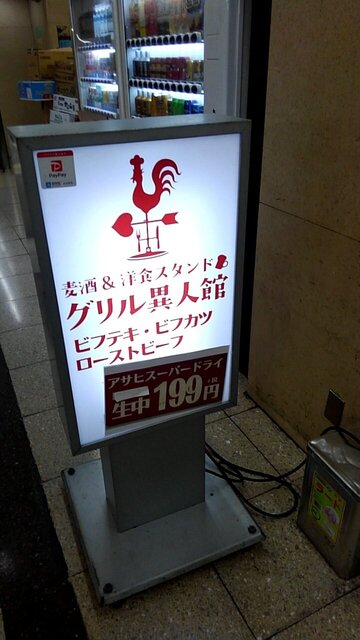 PayPay
麦酒&洋食スタンド
グリル異人館
ビフテキ・ビフカツ
ローストビーフ
アサヒスーパードライ
生中199円